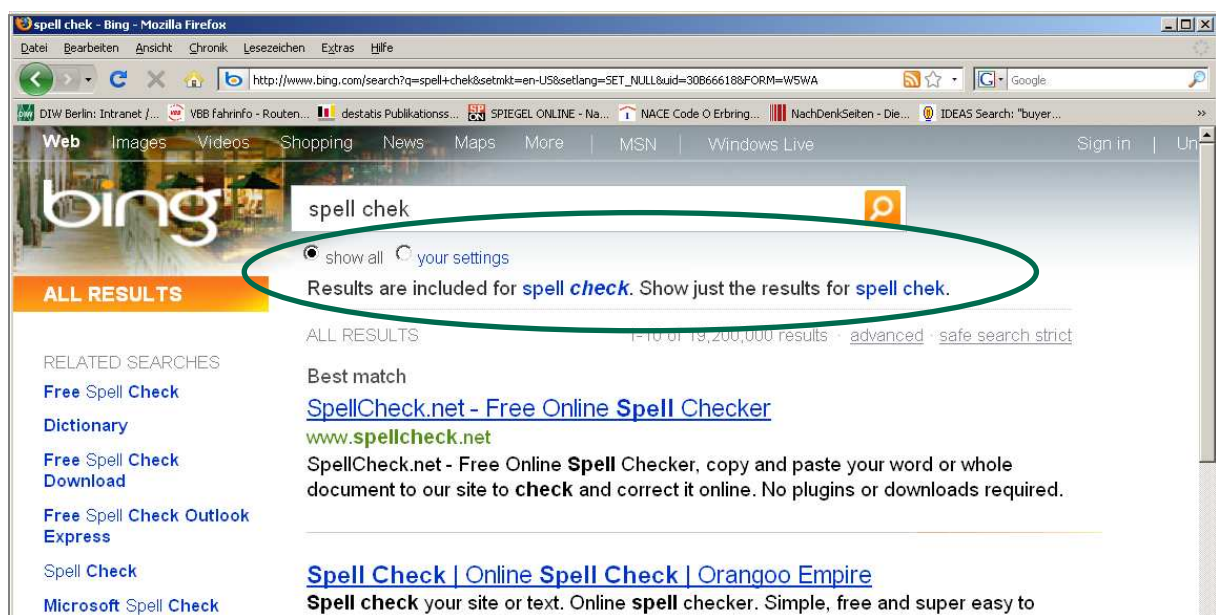 spell chek - Bing - Mozilla Firefox
Datei Bearbeiten Ansicht Chronik Lesezeichen Extras Hilfe
http://www.bing.com/search?q=spell+chek&setmkt=en-US&setlang=SET_NULL&uid=30B66618&FORM=W5WA
Google
DIW Berlin: Intranet /... VBB fahrinfo - Routen... destatis Publikationss... SPIEGEL ONLINE - Na... NACE Code O Erbring... NachDenkSeiten - Die... IDEAS Search: "buyer... »
Web Images Videos Shopping News Maps More | MSN | Windows Live Sign in | Un
bing
spell chek
show all your settings
Results are included for spell check. Show just the results for spell chek.
ALL RESULTS
ALL RESULTS 1-10 of 19,200,000 results · advanced · safe search strict
RELATED SEARCHES
Free Spell Check
Dictionary
Free Spell Check
Download
Free Spell Check Outlook
Express
Spell Check
Microsoft Spell Check
Best match
SpellCheck.net - Free Online Spell Checker
www.spellcheck.net
SpellCheck.net - Free Online Spell Checker, copy and paste your word or whole
document to our site to check and correct it online. No plugins or downloads required.
Spell Check | Online Spell Check | Orangoo Empire
Spell check your site or text. Online spell checker. Simple, free and super easy to